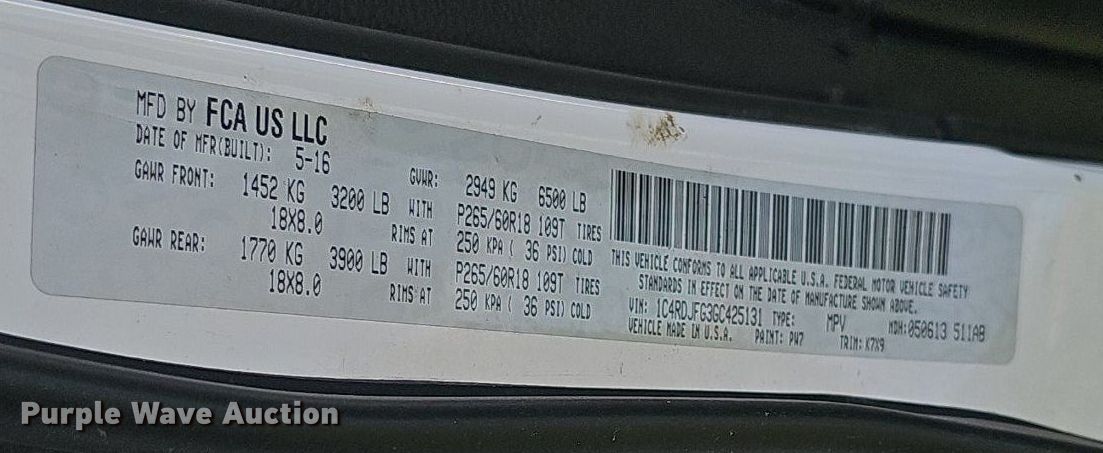 MFD BY FCA US LLC
DATE OF MFR(BUILT): 5-16 GVWR: 2949 KG 6500 LB
GAWR FRONT: 1452 KG 3200 LB WITH P265/60R18 109T TIRES
18X8.0 RIMS AT 250 KPA ( 36 PSI) COLD
GAWR REAR: 1770 KG 3900 LB WITH P265/60R18 109T TIRES
18X8.0 RIMS AT 250 KPA ( 36 PSI) COLD
THIS VEHICLE CONFORMS TO ALL APPLICABLE U.S.A. FEDERAL MOTOR VEHICLE SAFETY
STANDARDS IN EFFECT ON THE DATE OF MANUFACTURE SHOWN ABOVE.
VIN: 1C4RDJFG3GC425131 TYPE: MPV MDH:050613 511AB
VEHICLE MADE IN U.S.A. PAINT: PW7 TRIM: K7X9
Purple Wave Auction